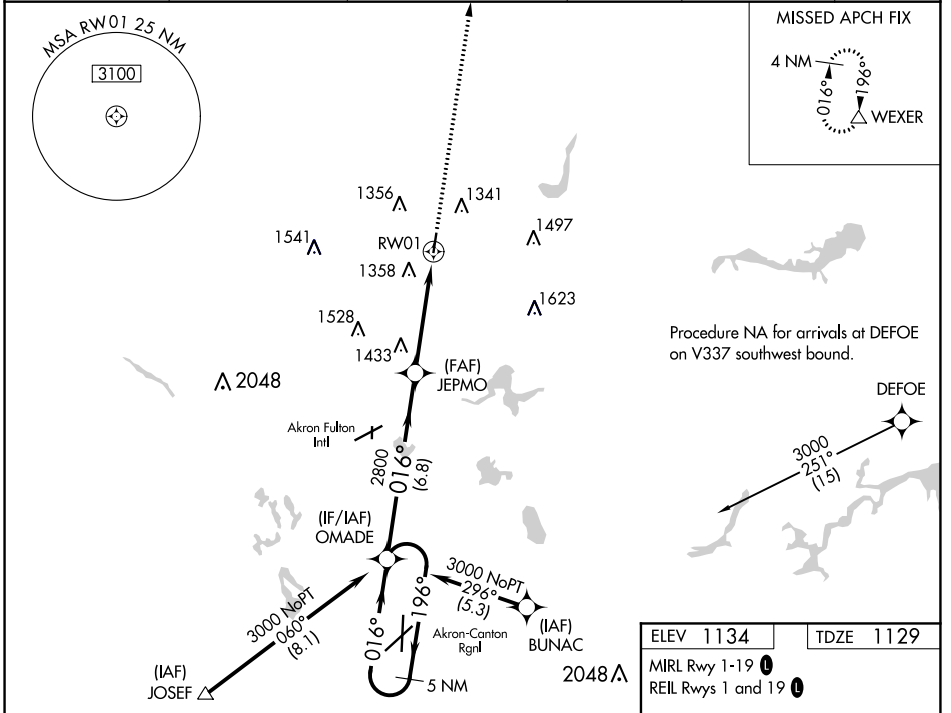 MSA RW01 25 NM
3100
MISSED APCH FIX
4 NM
016°
196°
WEXER
1356
1341
1541
RW01
1497
1358
1623
1528
1433
Procedure NA for arrivals at DEFOE
on V337 southwest bound.
(FAF)
JEPMO
2048
DEFOE
Akron Fulton
Intl
3000
251°
(15)
2800
016°
(6.8)
(IF/IAF)
OMADE
3000 NoPT
296°
(5.3)
3000 NoPT
060°
(8.1)
016°
196°
Akron-Canton
Rgnl
(IAF)
BUNAC
(IAF)
JOSEF
5 NM
2048
ELEV 1134
TDZE 1129
MIRL Rwy 1-19 L
REIL Rwys 1 and 19 L